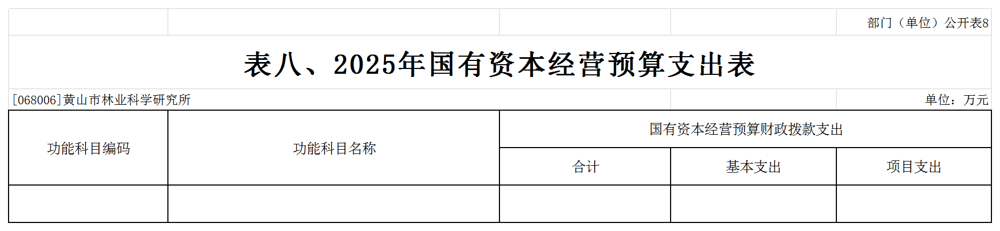 部门（单位）公开表8
表八、2025年国有资本经营预算支出表
[068006]黄山市林业科学研究所 单位：万元
功能科目编码 功能科目名称 国有资本经营预算财政拨款支出
合计 基本支出 项目支出